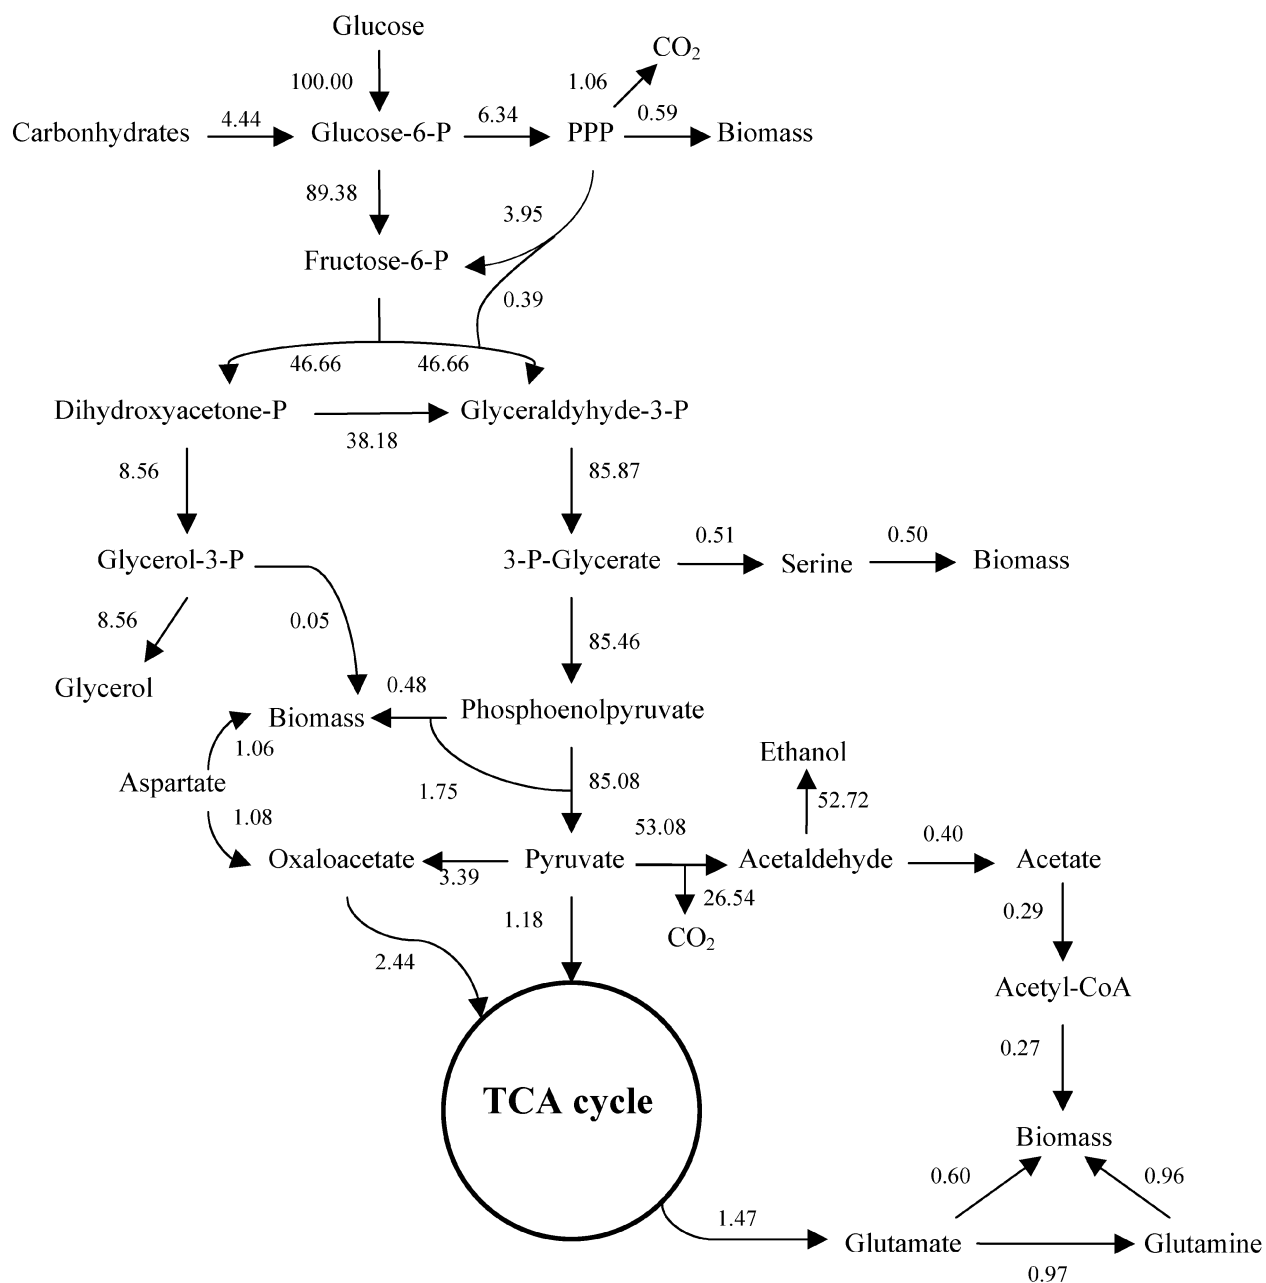 Glucose
CO₂
100.00
1.06
Carbonhydrates
4.44
Glucose-6-P
6.34
PPP
0.59
Biomass
89.38
3.95
Fructose-6-P
0.39
46.66
46.66
Dihydroxyacetone-P
Glyceraldyhyde-3-P
38.18
8.56
85.87
Glycerol-3-P
3-P-Glycerate
0.51
Serine
0.50
Biomass
8.56
0.05
85.46
Glycerol
0.48
Biomass
Phosphoenolpyruvate
1.06
Ethanol
Aspartate
1.75
85.08
52.72
1.08
53.08
0.40
Oxaloacetate
3.39
Pyruvate
Acetaldehyde
Acetate
26.54
1.18
CO₂
0.29
2.44
Acetyl-CoA
0.27
TCA cycle
Biomass
0.60
0.96
1.47
Glutamate
Glutamine
0.97